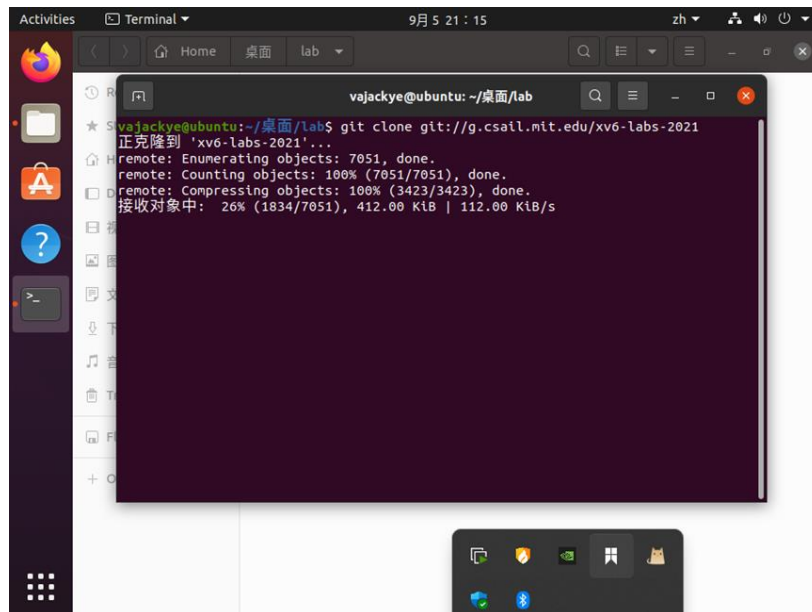 Activities Terminal 9月 5 21：15 zh
Home 桌面 lab
vajackye@ubuntu: ~/桌面/lab
vajackye@ubuntu:~/桌面/lab$ git clone git://g.csail.mit.edu/xv6-labs-2021
正克隆到 'xv6-labs-2021'...
remote: Enumerating objects: 7051, done.
remote: Counting objects: 100% (7051/7051), done.
remote: Compressing objects: 100% (3423/3423), done.
接收对象中:  26% (1834/7051), 412.00 KiB | 112.00 KiB/s